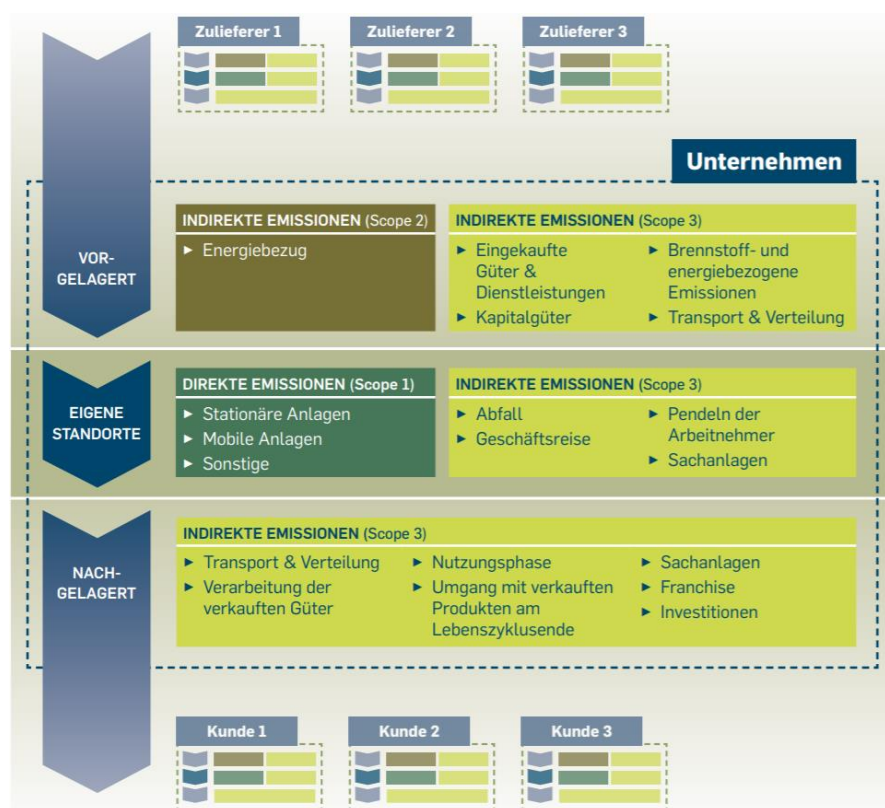 Zulieferer 1
Zulieferer 2
Zulieferer 3
Unternehmen
VOR-
GELAGERT
INDIREKTE EMISSIONEN (Scope 2)
► Energiebezug
INDIREKTE EMISSIONEN (Scope 3)
► Eingekaufte
Güter &
Dienstleistungen
► Kapitalgüter
► Brennstoff- und
energiebezogene
Emissionen
► Transport & Verteilung
EIGENE
STANDORTE
DIREKTE EMISSIONEN (Scope 1)
► Stationäre Anlagen
► Mobile Anlagen
► Sonstige
INDIREKTE EMISSIONEN (Scope 3)
► Abfall
► Geschäftsreise
► Pendeln der
Arbeitnehmer
► Sachanlagen
NACH-
GELAGERT
INDIREKTE EMISSIONEN (Scope 3)
► Transport & Verteilung
► Verarbeitung der
verkauften Güter
► Nutzungsphase
► Umgang mit verkauften
Produkten am
Lebenszyklusende
► Sachanlagen
► Franchise
► Investitionen
Kunde 1
Kunde 2
Kunde 3